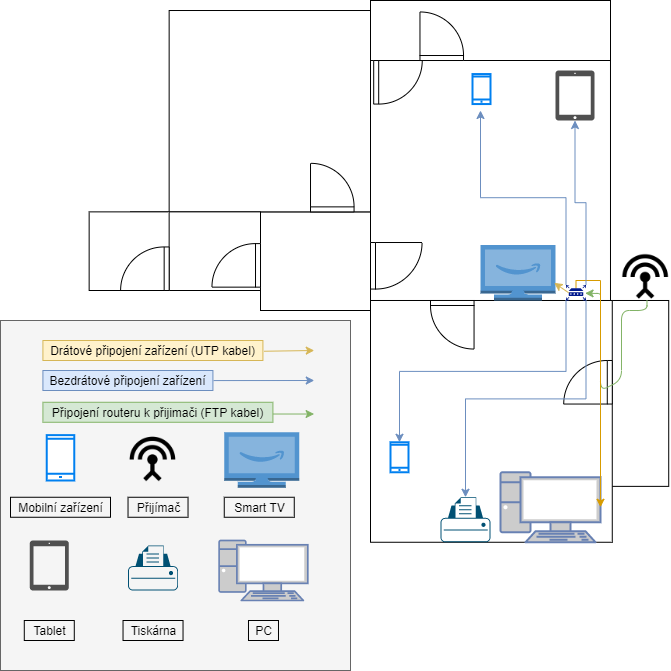 Drátové připojení zařízení (UTP kabel)
Bezdrátové připojení zařízení
Připojení routeru k přijimači (FTP kabel)
Mobilní zařízení
Přijímač
Smart TV
Tablet
Tiskárna
PC